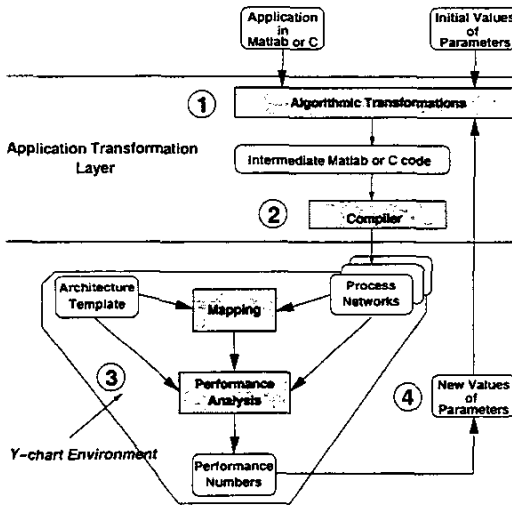 Application
in
Matlab or C
Initial Values
of
Parameters
1
Algorithmic Transformations
Application Transformation
Layer
Intermediate Matlab or C code
2
Compiler
Architecture
Template
Mapping
Process
Networks
3
Performance
Analysis
4
New Values
of
Parameters
Y-chart Environment
Performance
Numbers